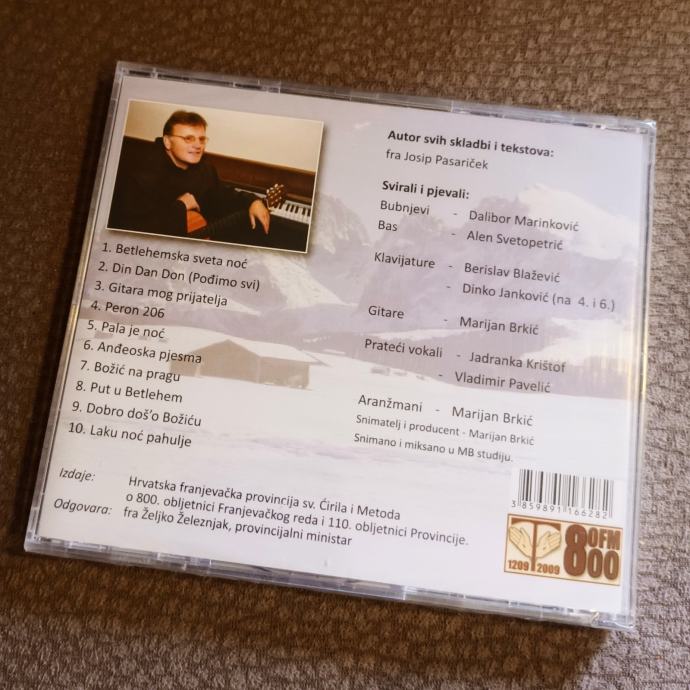 Autor svih skladbi i tekstova:
fra Josip Pasariček
Svirali i pjevali:
Bubnjevi - Dalibor Marinković
Bas - Alen Svetopetrić
Klavijature - Berislav Blažević
- Dinko Janković (na 4. i 6.)
Gitare - Marijan Brkić
Prateći vokali - Jadranka Krištof
- Vladimir Pavelić
Aranžmani - Marijan Brkić
Snimatelj i producent - Marijan Brkić
Snimano i miksano u MB studiju.
1. Betlehemska sveta noć
2. Din Dan Don (Pođimo svi)
3. Gitara mog prijatelja
4. Peron 206
5. Pala je noć
6. Anđeoska pjesma
7. Božić na pragu
8. Put u Betlehem
9. Dobro doš'o Božiću
10. Laku noć pahulje
Izdaje: Hrvatska franjevačka provincija sv. Ćirila i Metoda
o 800. obljetnici Franjevačkog reda i 110. obljetnici Provincije.
Odgovara: fra Željko Železnjak, provincijalni ministar
3 859891 166282
1209 2009
OFM
800